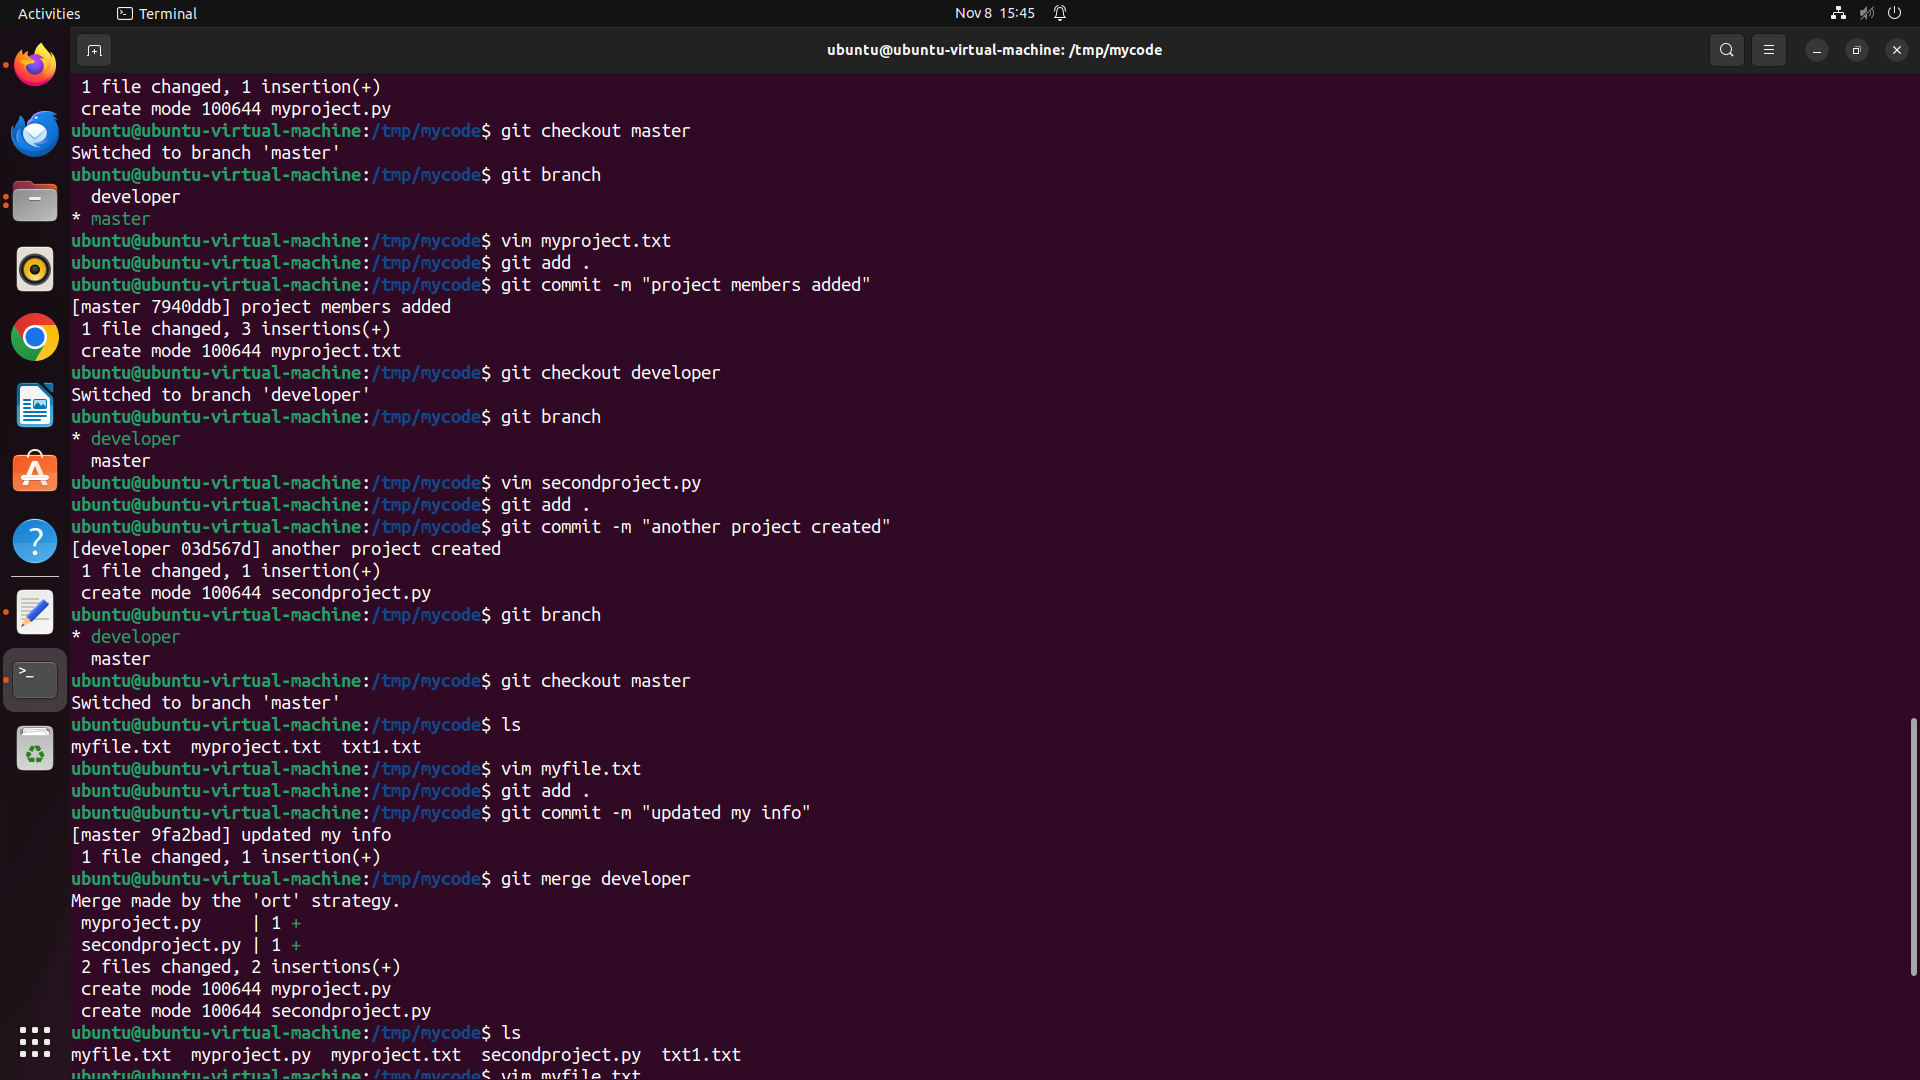 Activities
Terminal
Nov 8 15:45
ubuntu@ubuntu-virtual-machine: /tmp/mycode
1 file changed, 1 insertion(+)
create mode 100644 myproject.py
ubuntu@ubuntu-virtual-machine:/tmp/mycode$ git checkout master
Switched to branch 'master'
ubuntu@ubuntu-virtual-machine:/tmp/mycode$ git branch
developer
* master
ubuntu@ubuntu-virtual-machine:/tmp/mycode$ vim myproject.txt
ubuntu@ubuntu-virtual-machine:/tmp/mycode$ git add .
ubuntu@ubuntu-virtual-machine:/tmp/mycode$ git commit -m "project members added"
[master 7940ddb] project members added
1 file changed, 3 insertions(+)
create mode 100644 myproject.txt
ubuntu@ubuntu-virtual-machine:/tmp/mycode$ git checkout developer
Switched to branch 'developer'
ubuntu@ubuntu-virtual-machine:/tmp/mycode$ git branch
* developer
master
ubuntu@ubuntu-virtual-machine:/tmp/mycode$ vim secondproject.py
ubuntu@ubuntu-virtual-machine:/tmp/mycode$ git add .
ubuntu@ubuntu-virtual-machine:/tmp/mycode$ git commit -m "another project created"
[developer 03d567d] another project created
1 file changed, 1 insertion(+)
create mode 100644 secondproject.py
ubuntu@ubuntu-virtual-machine:/tmp/mycode$ git branch
* developer
master
ubuntu@ubuntu-virtual-machine:/tmp/mycode$ git checkout master
Switched to branch 'master'
ubuntu@ubuntu-virtual-machine:/tmp/mycode$ ls
myfile.txt  myproject.txt  txt1.txt
ubuntu@ubuntu-virtual-machine:/tmp/mycode$ vim myfile.txt
ubuntu@ubuntu-virtual-machine:/tmp/mycode$ git add .
ubuntu@ubuntu-virtual-machine:/tmp/mycode$ git commit -m "updated my info"
[master 9fa2bad] updated my info
1 file changed, 1 insertion(+)
ubuntu@ubuntu-virtual-machine:/tmp/mycode$ git merge developer
Merge made by the 'ort' strategy.
myproject.py     | 1 +
secondproject.py | 1 +
2 files changed, 2 insertions(+)
create mode 100644 myproject.py
create mode 100644 secondproject.py
ubuntu@ubuntu-virtual-machine:/tmp/mycode$ ls
myfile.txt  myproject.py  myproject.txt  secondproject.py  txt1.txt
ubuntu@ubuntu-virtual-machine:/tmp/mycode$ vim myfile.txt